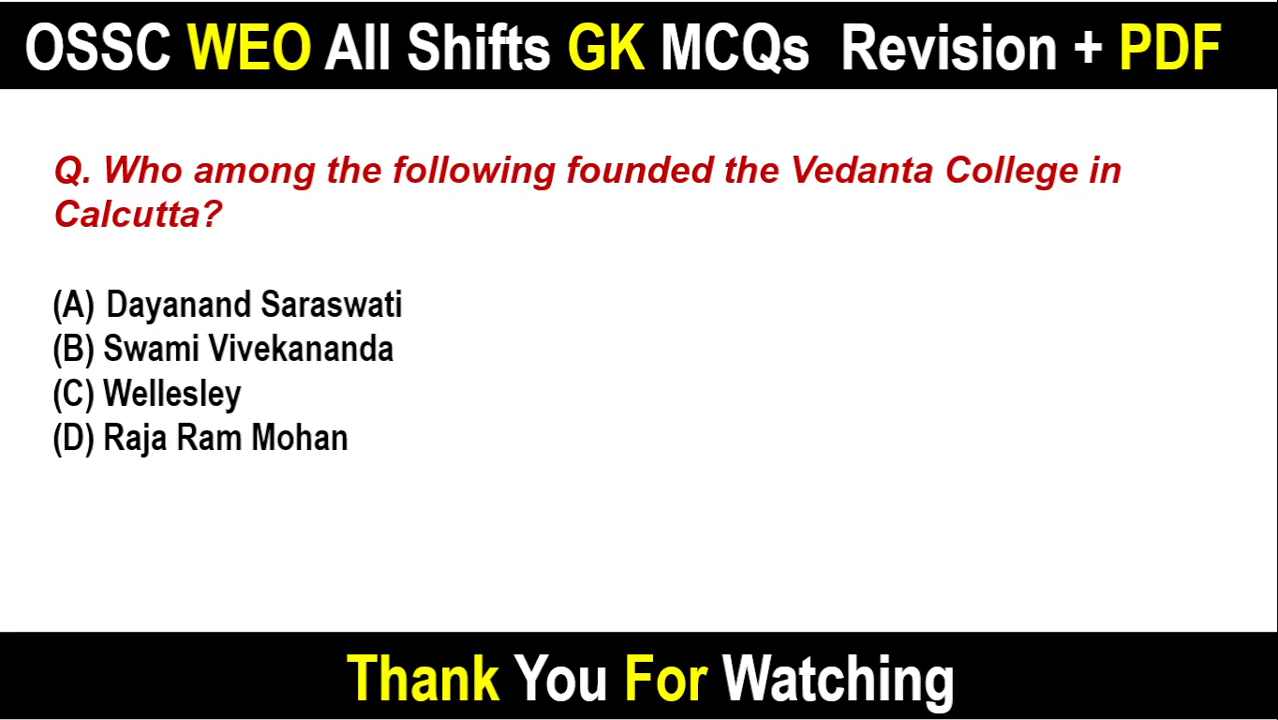 OSSC WEO All Shifts GK MCQs Revision + PDF
Q. Who among the following founded the Vedanta College in
Calcutta?
(A) Dayanand Saraswati
(B) Swami Vivekananda
(C) Wellesley
(D) Raja Ram Mohan
Thank You For Watching